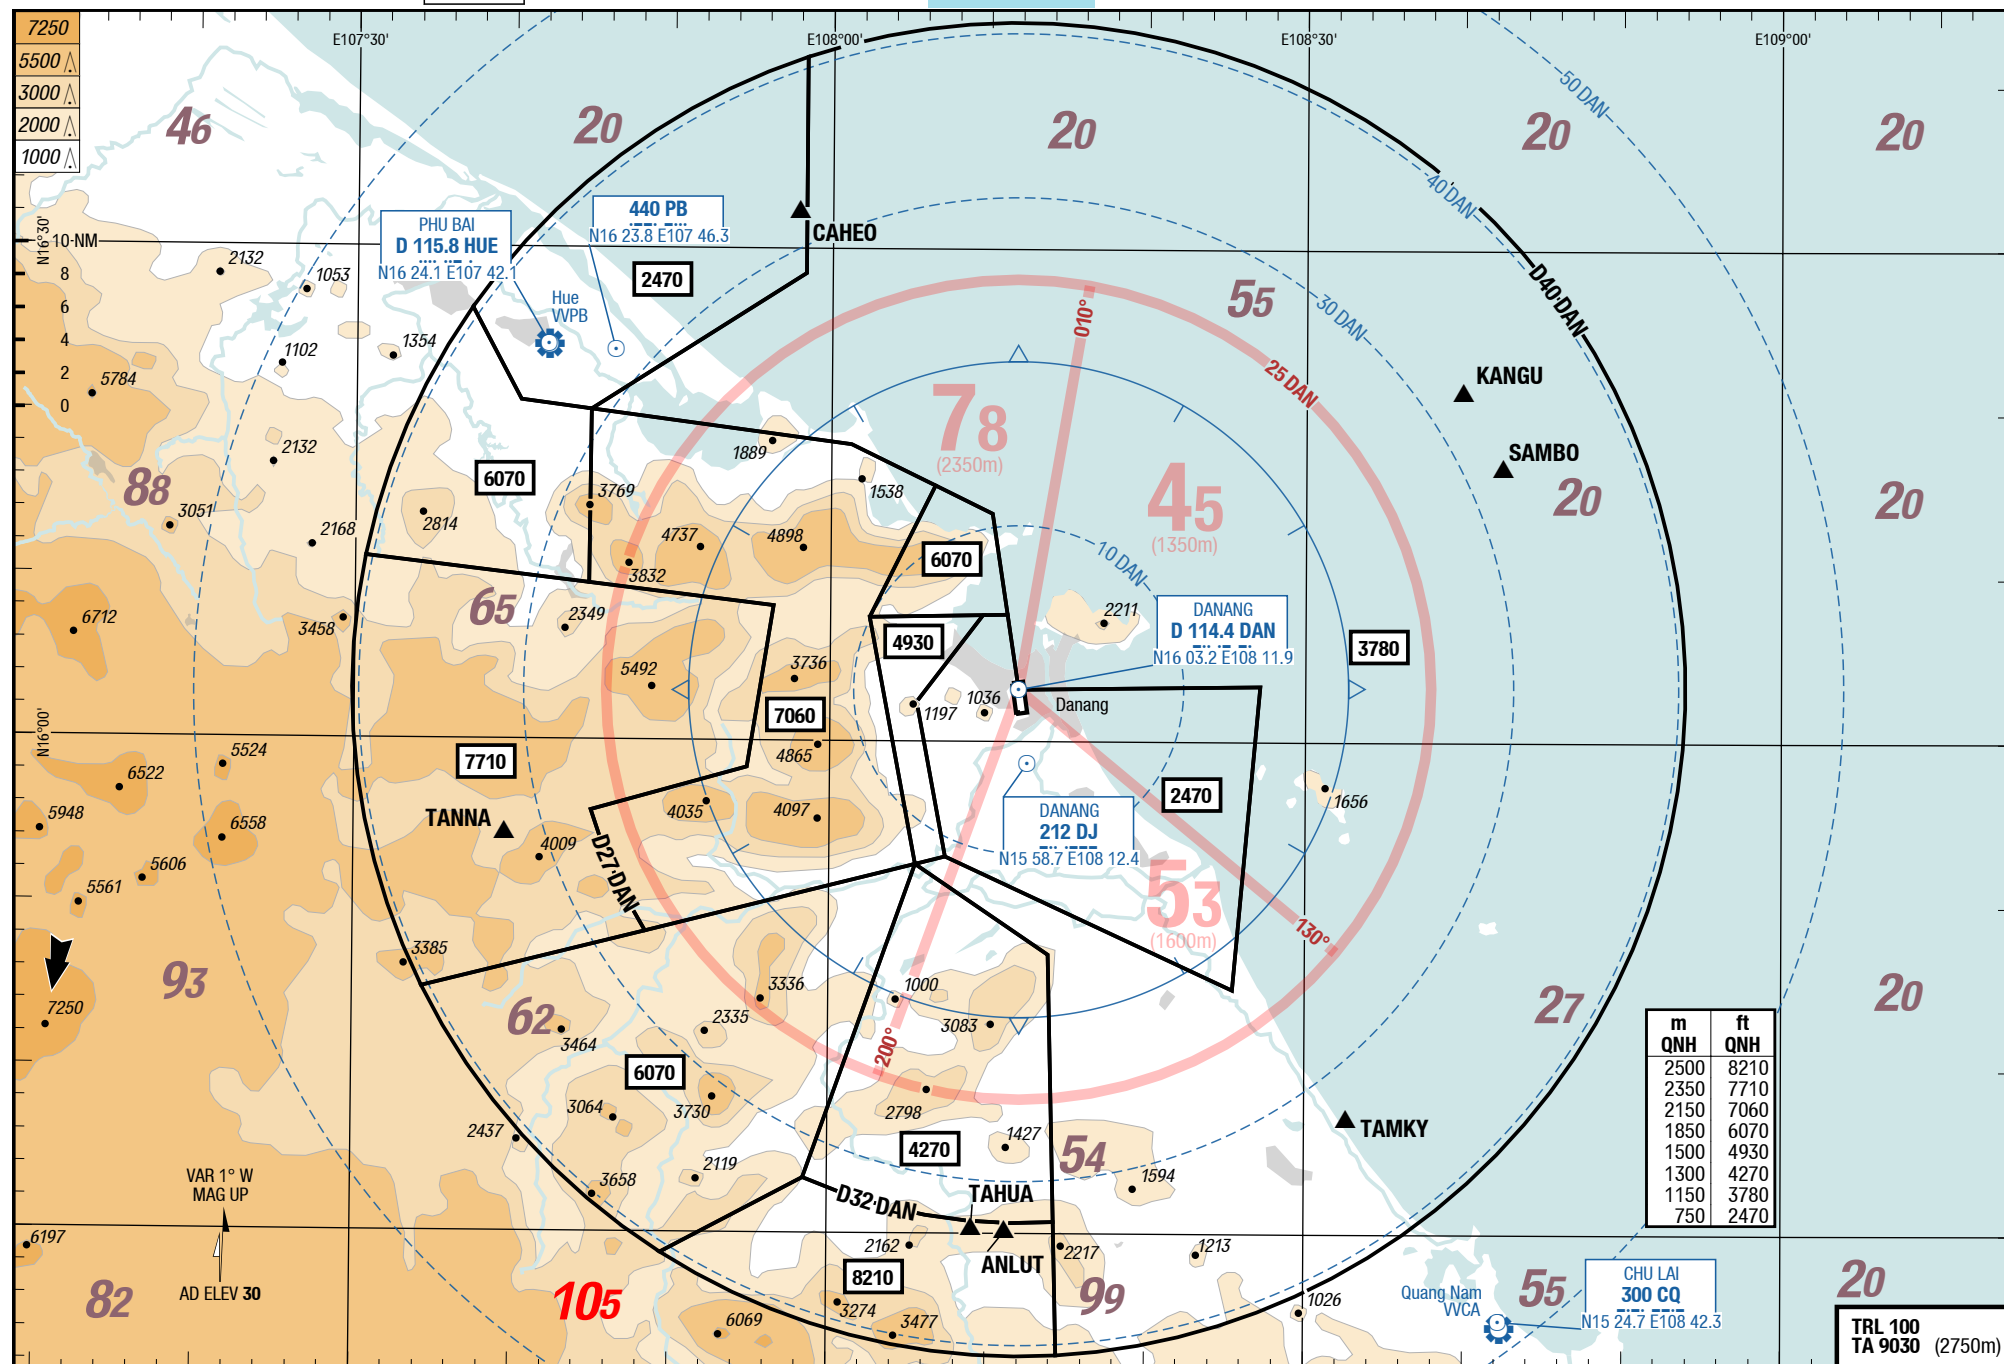 7250
5500
3000
2000
1000
E107°30'
E108°00'
E108°30'
E109°00'
N16°30'
N16°00'
10 NM
8
6
4
2
0
46
20
20
20
20
50 DAN
40 DAN
30 DAN
10 DAN
D40 DAN
25 DAN
010°
PHU BAI
D 115.8 HUE
N16 24.1 E107 42.1
440 PB
N16 23.8 E107 46.3
Hue
VVPB
2470
CAHEO
55
KANGU
SAMBO
20
20
2132
1053
1354
1102
5784
2132
88
3051
2168
2814
6070
3769
1889
1538
4737
4898
3832
78
(2350m)
45
(1350m)
6070
2211
DANANG
D 114.4 DAN
N16 03.2 E108 11.9
3780
65
2349
6712
3458
4930
5492
3736
7060
1197
1036
Danang
4865
7710
5524
6522
5948
6558
5606
5561
TANNA
4009
4035
4097
D27 DAN
2470
1656
DANANG
212 DJ
N15 58.7 E108 12.4
53
(1600m)
130°
3385
93
7250
62
3464
3336
2335
1000
3083
200°
6070
3064
3730
2798
2437
3658
2119
4270
1427
54
1594
27
20
TAMKY
D32 DAN
TAHUA
ANLUT
2162
2217
1213
8210
3274
3477
6069
99
105
1026
VAR 1° W
MAG UP
AD ELEV 30
6197
82
Quang Nam
VVCA
55
CHU LAI
300 CQ
N15 24.7 E108 42.3
20
m ft
QNH QNH
2500 8210
2350 7710
2150 7060
1850 6070
1500 4930
1300 4270
1150 3780
750 2470
TRL 100
TA 9030 (2750m)